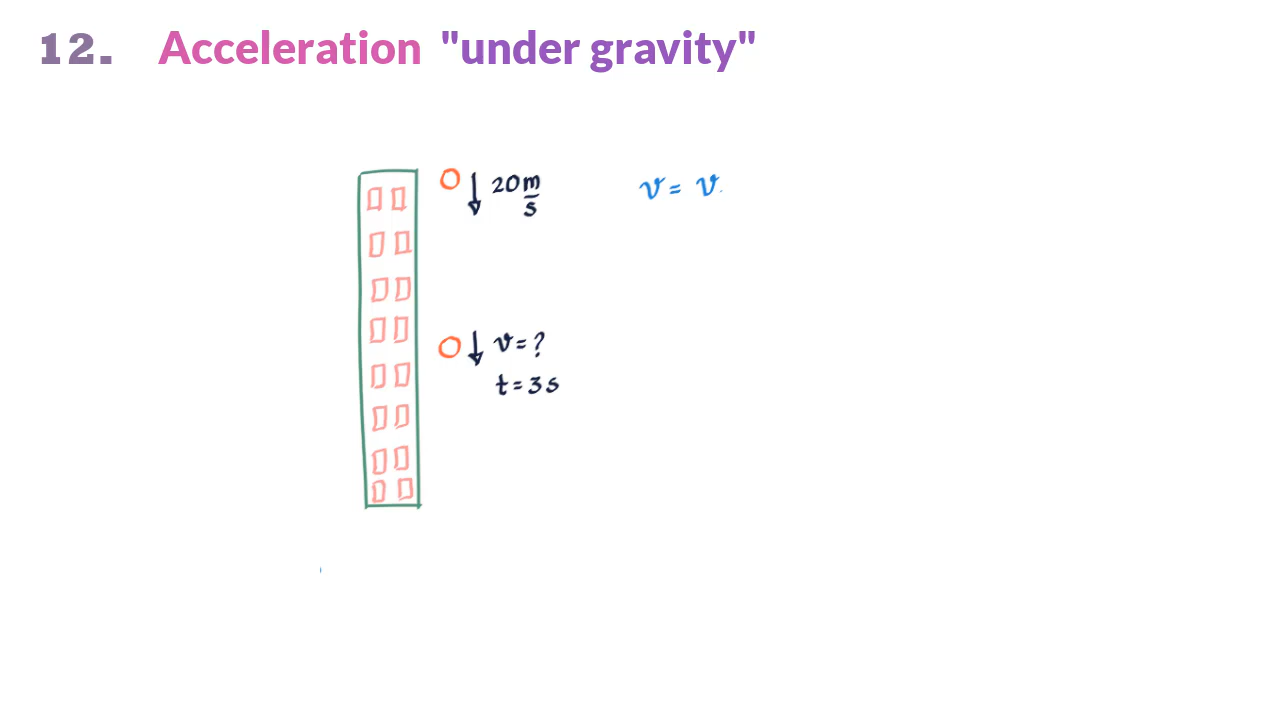 12. Acceleration "under gravity"
20 m/s
v = v
v = ?
t = 3s